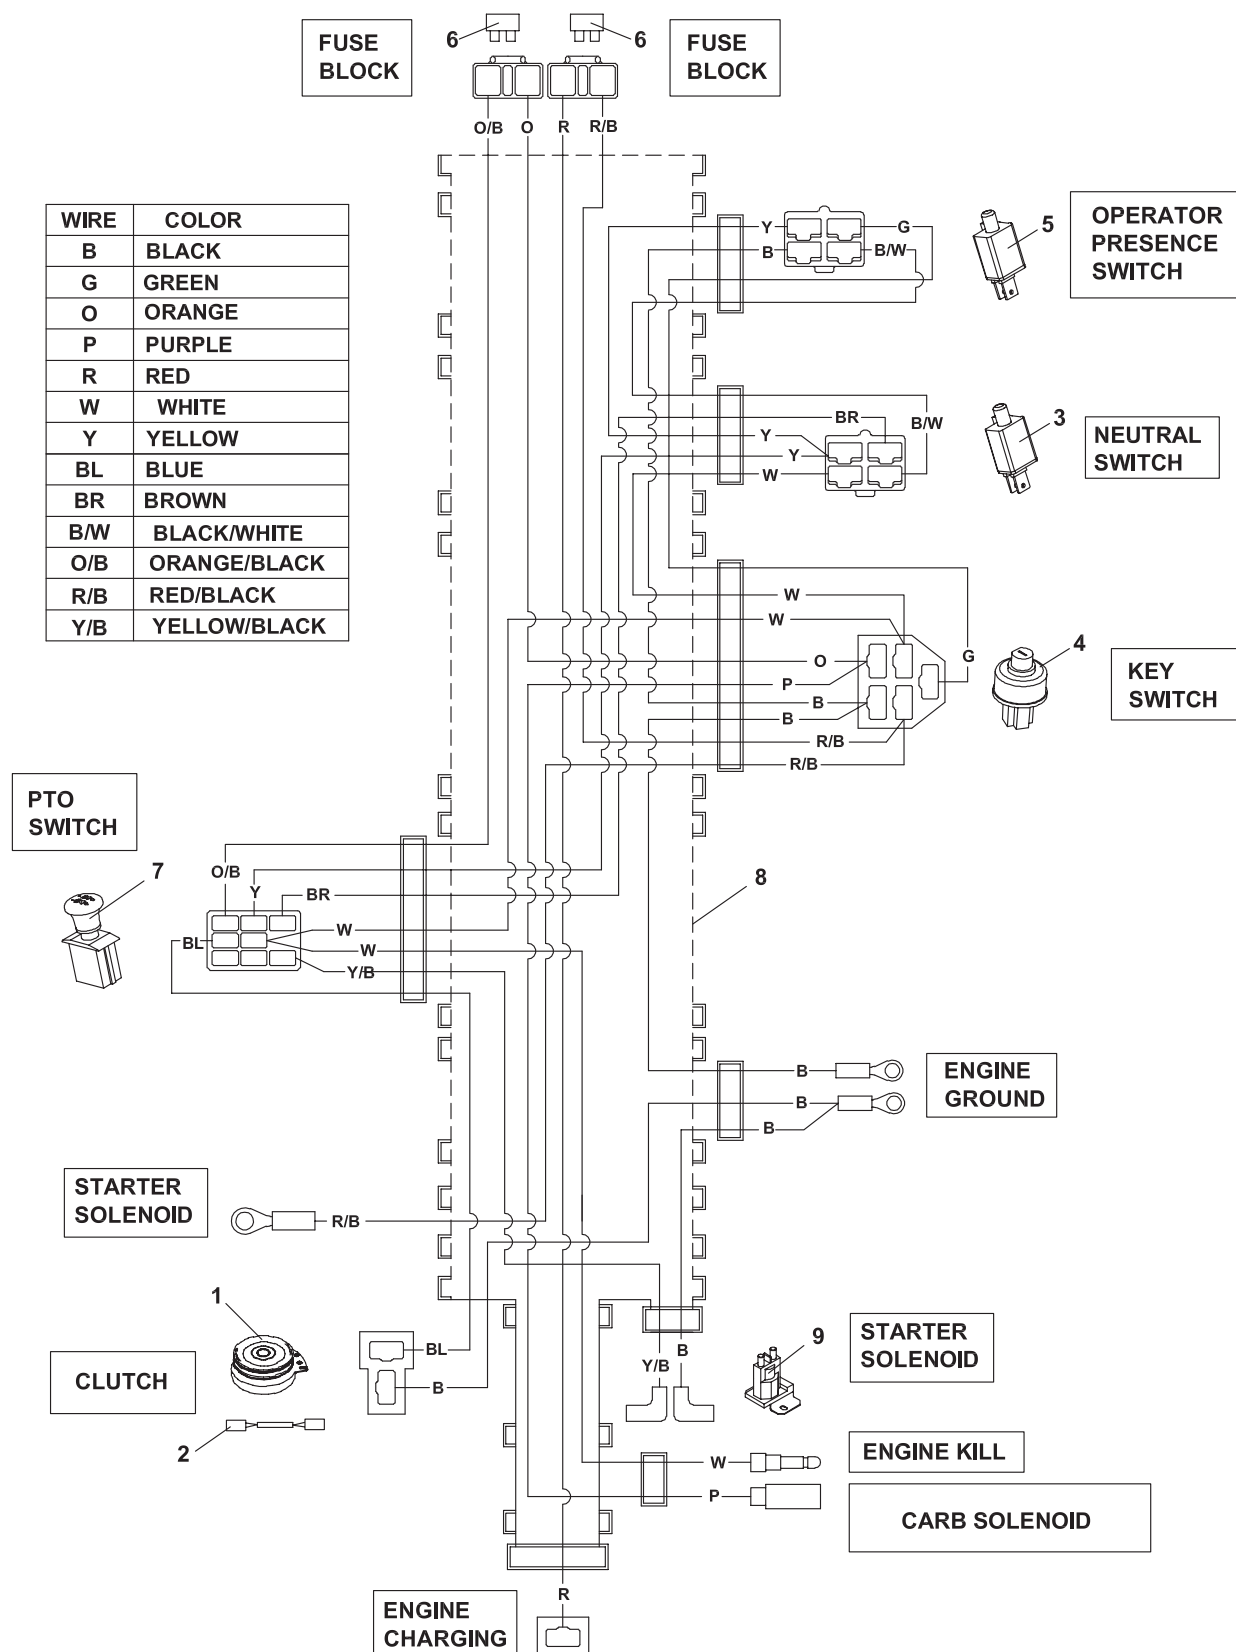 FUSE
BLOCK
6
6
FUSE
BLOCK
O/B
O
R
R/B
WIRE COLOR
B BLACK
G GREEN
O ORANGE
P PURPLE
R RED
W WHITE
Y YELLOW
BL BLUE
BR BROWN
B/W BLACK/WHITE
O/B ORANGE/BLACK
R/B RED/BLACK
Y/B YELLOW/BLACK
Y
G
B
B/W
5
OPERATOR
PRESENCE
SWITCH
BR
B/W
Y
Y
W
3
NEUTRAL
SWITCH
W
W
O
P
B
B
R/B
R/B
G
4
KEY
SWITCH
PTO
SWITCH
7
O/B
Y
BR
W
BL
W
Y/B
8
B
B
B
ENGINE
GROUND
STARTER
SOLENOID
R/B
1
CLUTCH
2
BL
B
Y/B
B
9
STARTER
SOLENOID
W
ENGINE KILL
P
CARB SOLENOID
R
ENGINE
CHARGING